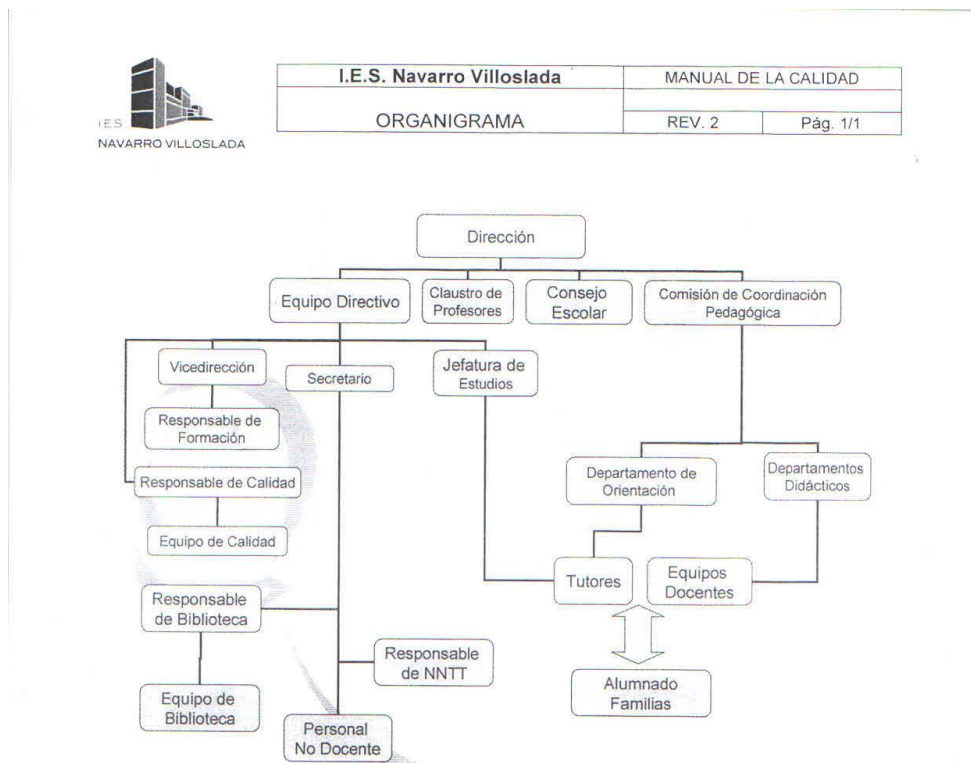 I.E.S. Navarro Villoslada
MANUAL DE LA CALIDAD
ORGANIGRAMA
REV. 2
Pág. 1/1
IES
NAVARRO VILLOSLADA
Dirección
Equipo Directivo
Claustro de
Profesores
Consejo
Escolar
Comisión de Coordinación
Pedagógica
Vicedirección
Secretario
Jefatura de
Estudios
Responsable de
Formación
Departamento de
Orientación
Departamentos
Didácticos
Responsable de Calidad
Equipo de Calidad
Tutores
Equipos
Docentes
Responsable
de Biblioteca
Responsable
de NNTT
Alumnado
Familias
Equipo de
Biblioteca
Personal
No Docente